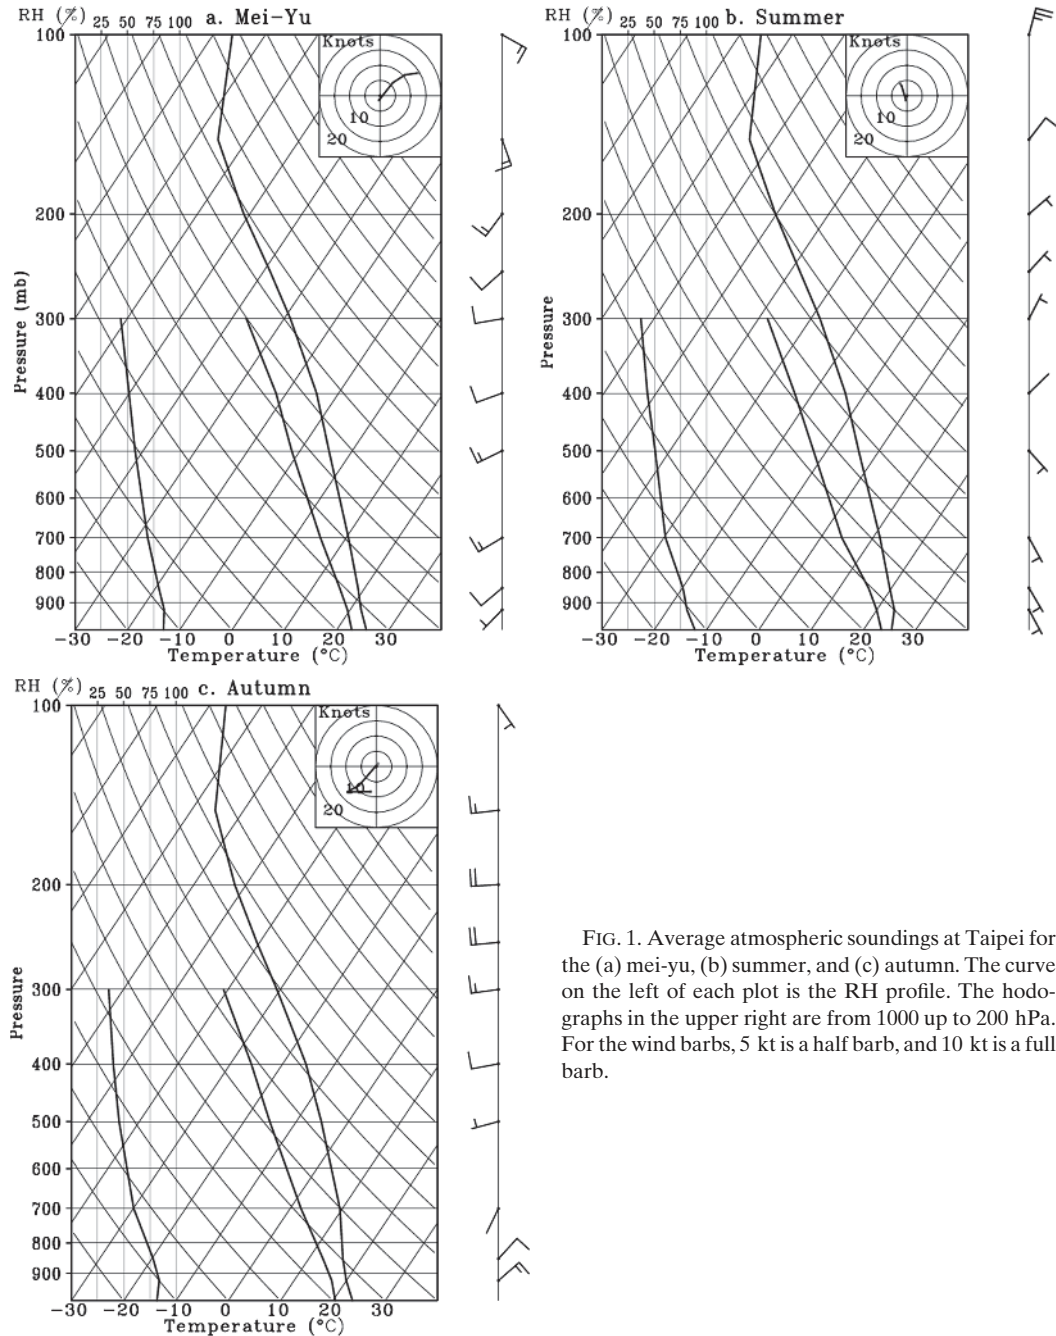 RH (%) 25 50 75 100 a. Mei-Yu
Knots
10
20
100
200
300
400
500
600
700
800
900
Pressure (mb)
-30 -20 -10 0 10 20 30
Temperature (°C)
RH (%) 25 50 75 100 b. Summer
Knots
10
20
100
200
300
400
500
600
700
800
900
Pressure
-30 -20 -10 0 10 20 30
Temperature (°C)
RH (%) 25 50 75 100 c. Autumn
Knots
10
20
100
200
300
400
500
600
700
800
900
Pressure
-30 -20 -10 0 10 20 30
Temperature (°C)
FIG. 1. Average atmospheric soundings at Taipei for
the (a) mei-yu, (b) summer, and (c) autumn. The curve
on the left of each plot is the RH profile. The hodo-
graphs in the upper right are from 1000 up to 200 hPa.
For the wind barbs, 5 kt is a half barb, and 10 kt is a full
barb.